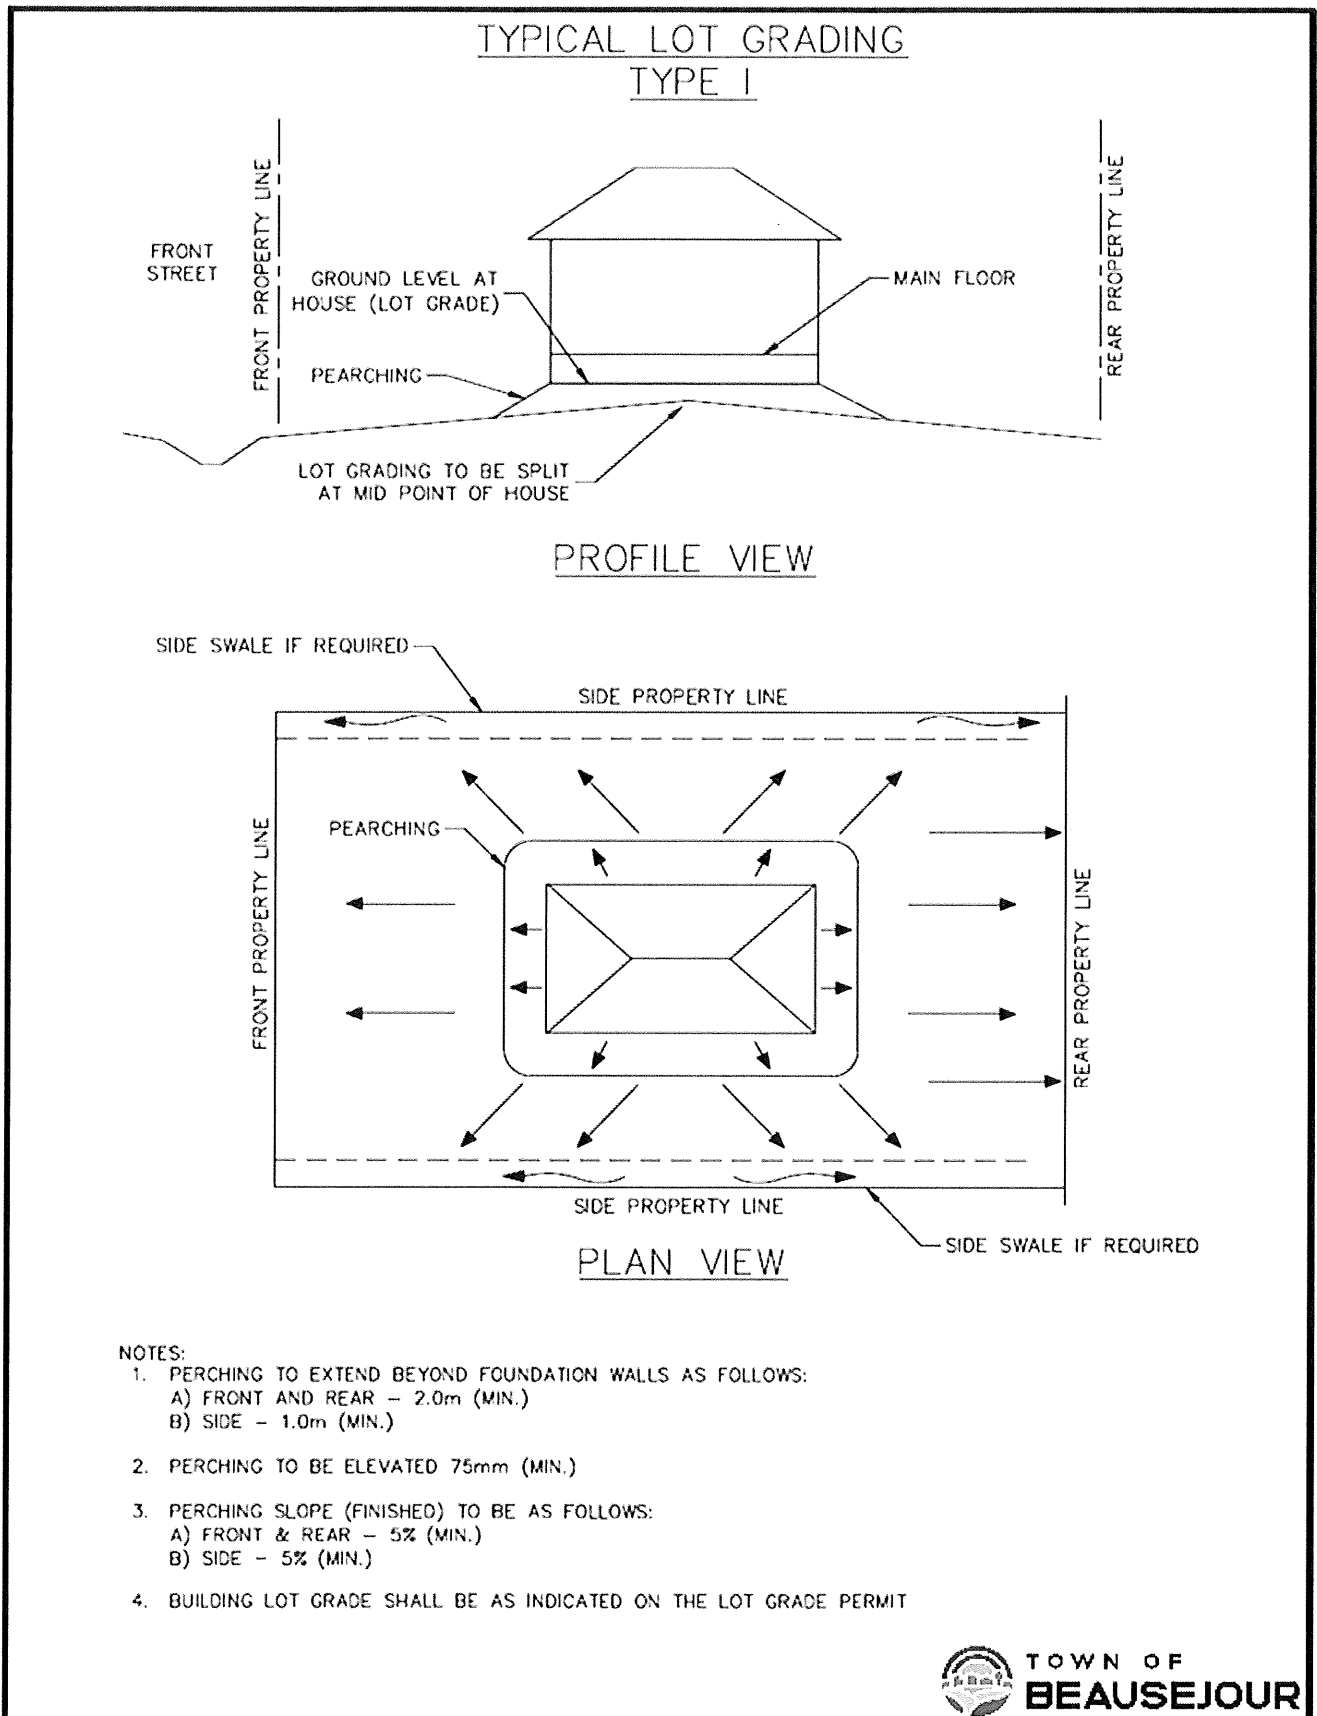 TYPICAL LOT GRADING
TYPE I
FRONT PROPERTY LINE
REAR PROPERTY LINE
FRONT
STREET
GROUND LEVEL AT
HOUSE (LOT GRADE)
MAIN FLOOR
PEARCHING
LOT GRADING TO BE SPLIT
AT MID POINT OF HOUSE
PROFILE VIEW
SIDE SWALE IF REQUIRED
SIDE PROPERTY LINE
PEARCHING
FRONT PROPERTY LINE
REAR PROPERTY LINE
SIDE PROPERTY LINE
SIDE SWALE IF REQUIRED
PLAN VIEW
NOTES:
1. PERCHING TO EXTEND BEYOND FOUNDATION WALLS AS FOLLOWS:
A) FRONT AND REAR – 2.0m (MIN.)
B) SIDE – 1.0m (MIN.)
2. PERCHING TO BE ELEVATED 75mm (MIN.)
3. PERCHING SLOPE (FINISHED) TO BE AS FOLLOWS:
A) FRONT & REAR – 5% (MIN.)
B) SIDE – 5% (MIN.)
4. BUILDING LOT GRADE SHALL BE AS INDICATED ON THE LOT GRADE PERMIT
TOWN OF
BEAUSEJOUR